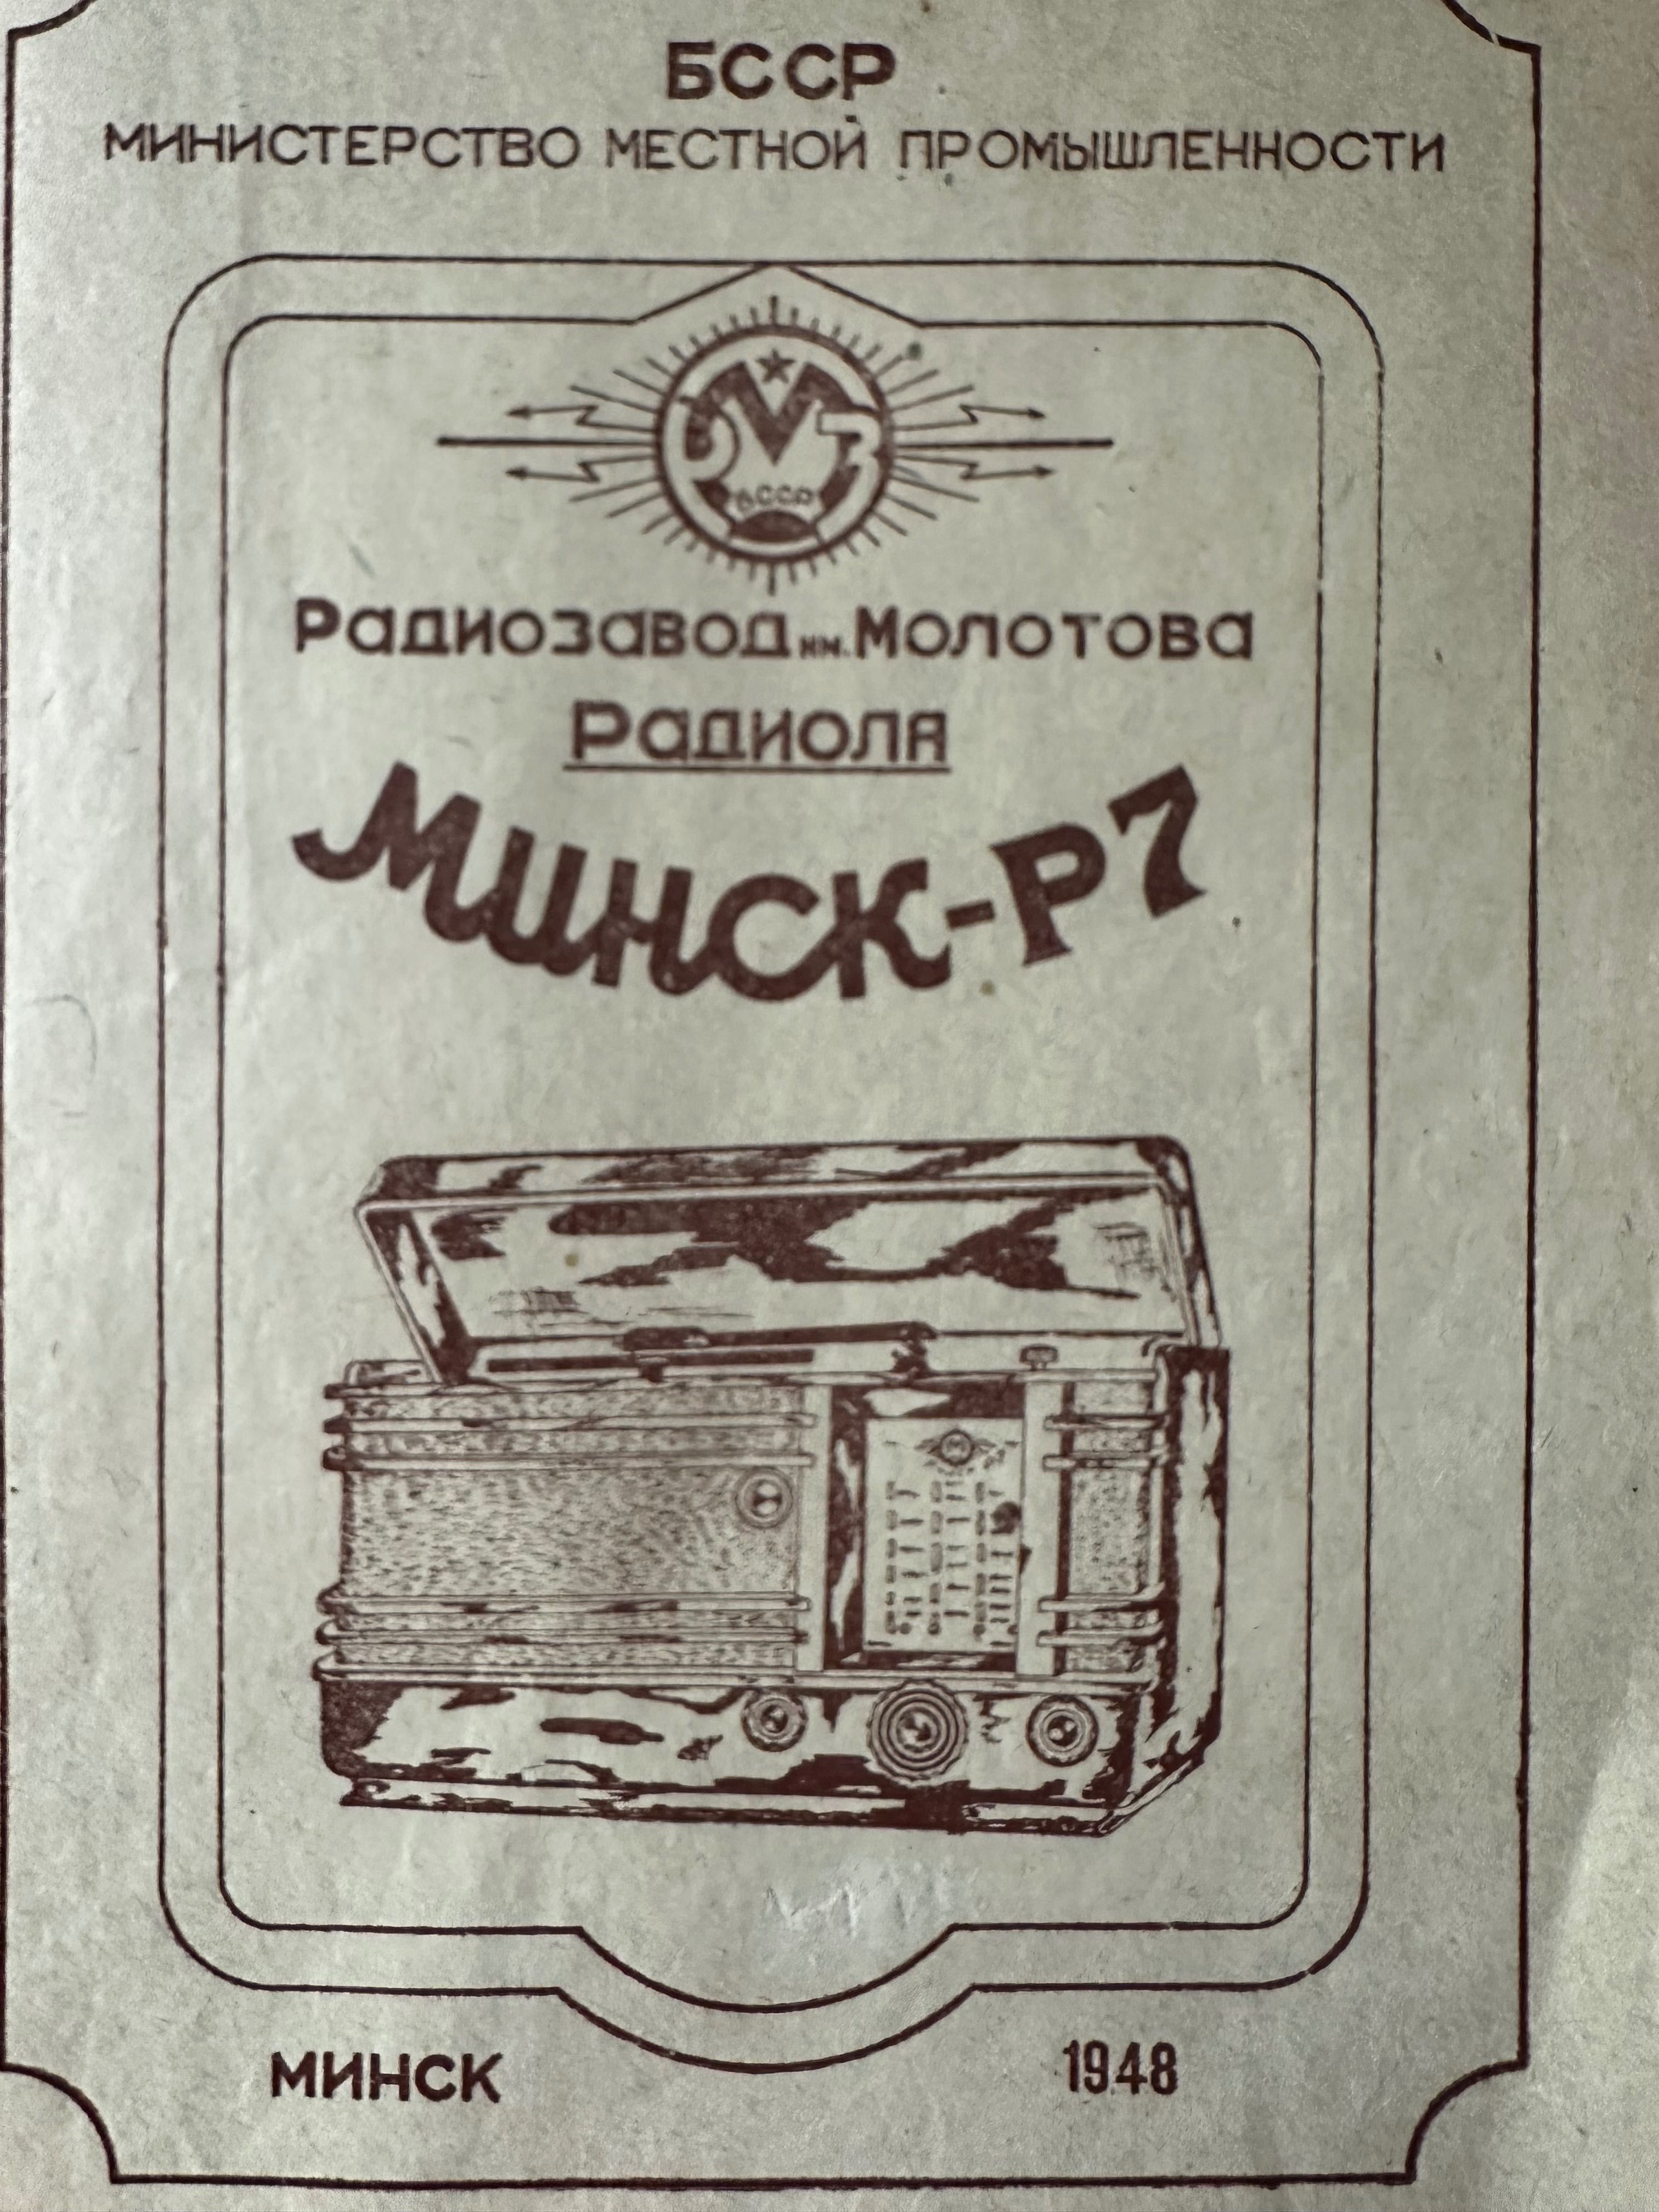 БССР
МИНИСТЕРСТВО МЕСТНОЙ ПРОМЫШЛЕННОСТИ
РМЗ
БССР
Радиозавод им. Молотова
Радиола
Минск-Р7
МИНСК
1948